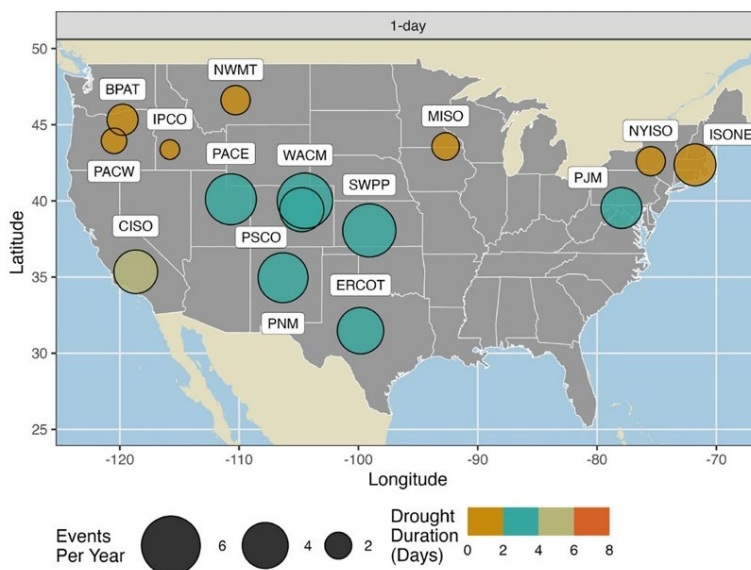 1-day
50
45
40
35
30
25
Latitude
NWMT
BPAT
IPCO
MISO
NYISO
ISONE
PACW
PACE
WACM
SWPP
PJM
CISO
PSCO
ERCOT
PNM
-120 -110 -100 -90 -80 -70
Longitude
Events
Per Year
6 4 2
Drought
Duration
(Days)
0 2 4 6 8